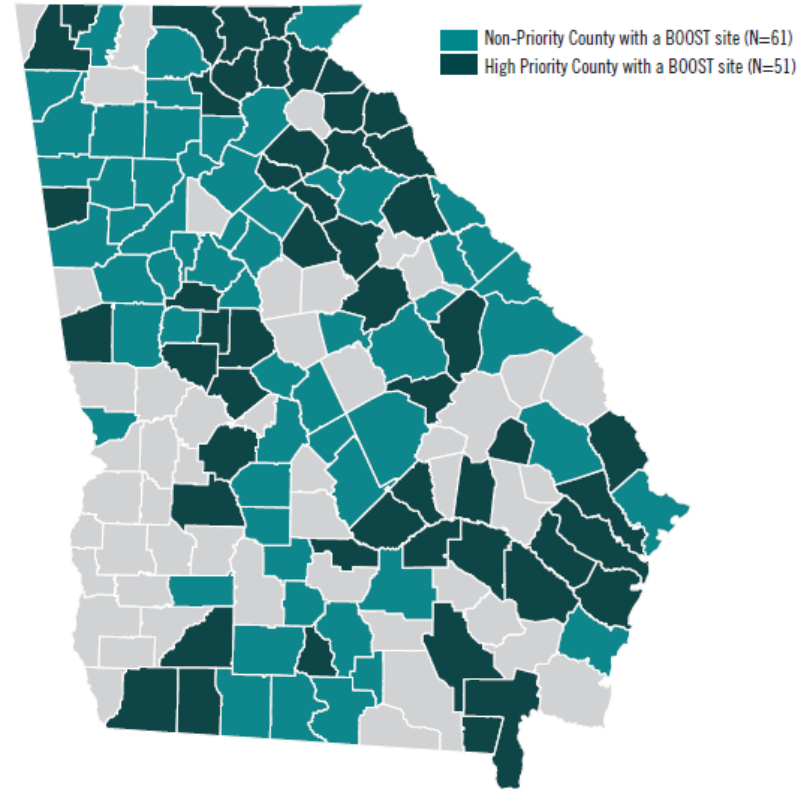 Non-Priority County with a BOOST site (N=61)
High Priority County with a BOOST site (N=51)